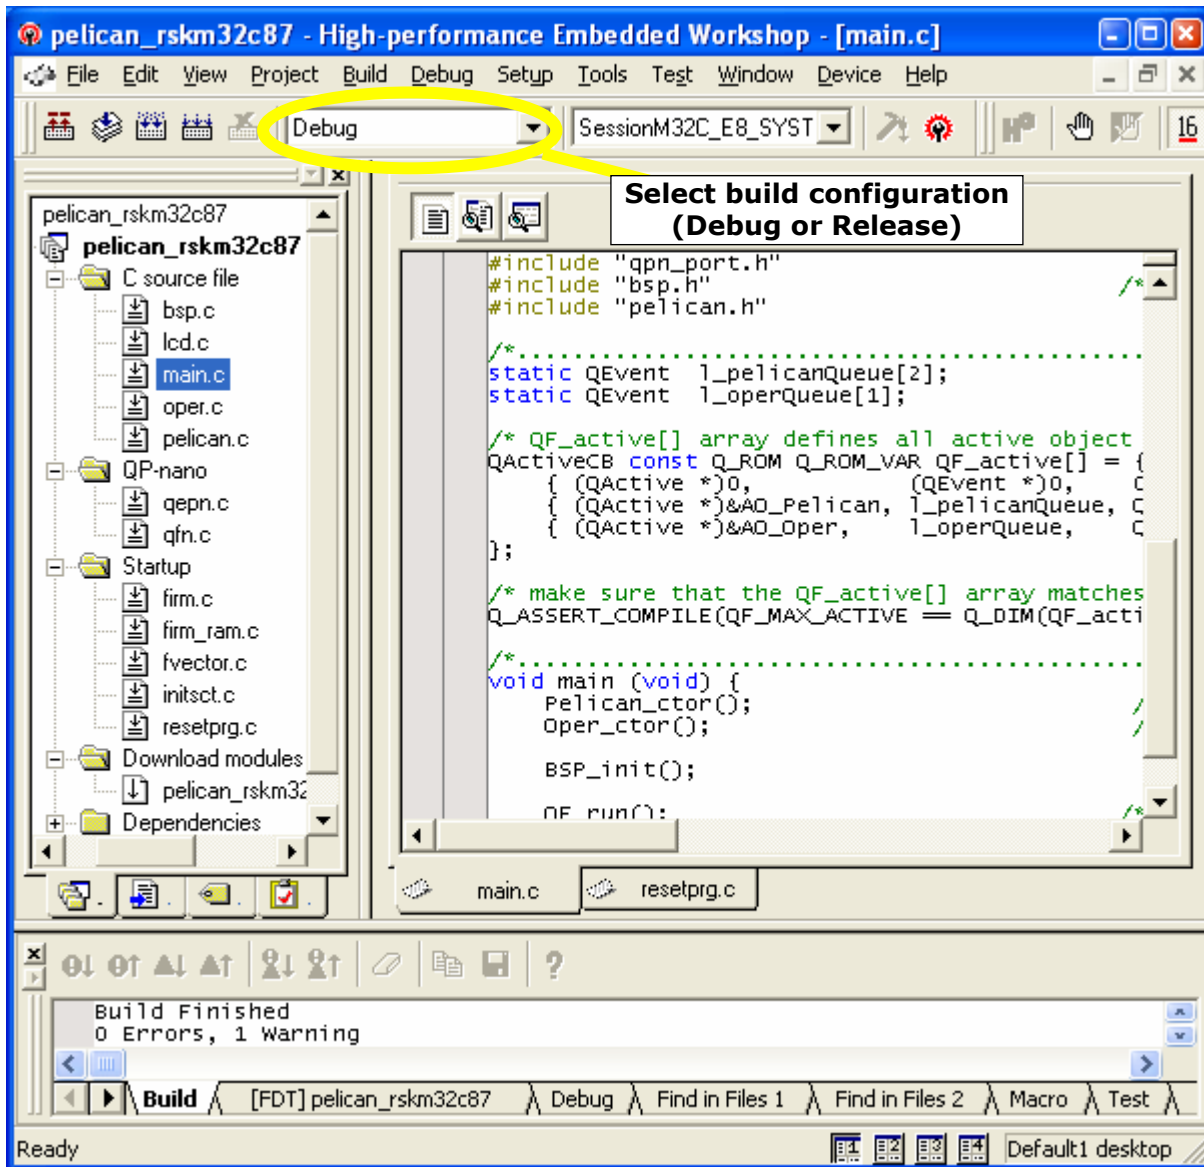 pelican_rskm32c87 - High-performance Embedded Workshop - [main.c]
File Edit View Project Build Debug Setup Tools Test Window Device Help
Debug SessionM32C_E8_SYST 16
Select build configuration
(Debug or Release)
pelican_rskm32c87
pelican_rskm32c87
C source file
bsp.c
lcd.c
main.c
oper.c
pelican.c
QP-nano
qepn.c
qfn.c
Startup
firm.c
firm_ram.c
fvector.c
initsct.c
resetprg.c
Download modules
pelican_rskm32
Dependencies
#include "qpn_port.h"
#include "bsp.h" /*
#include "pelican.h"
/*...............................................
static QEvent l_pelicanQueue[2];
static QEvent l_operQueue[1];
/* QF_active[] array defines all active object
QActiveCB const Q_ROM Q_ROM_VAR QF_active[] = {
{ (QActive *)0, (QEvent *)0,
{ (QActive *)&AO_Pelican, l_pelicanQueue, Q
{ (QActive *)&AO_Oper, l_operQueue,
};
/* make sure that the QF_active[] array matches
Q_ASSERT_COMPILE(QF_MAX_ACTIVE == Q_DIM(QF_acti
/*...............................................
void main (void) {
Pelican_ctor(); /
Oper_ctor(); /
BSP_init();
QF_run(); /*
main.c resetprg.c
Build Finished
0 Errors, 1 Warning
Build [FDT] pelican_rskm32c87 Debug Find in Files 1 Find in Files 2 Macro Test
Ready 1 2 3 4 Default1 desktop